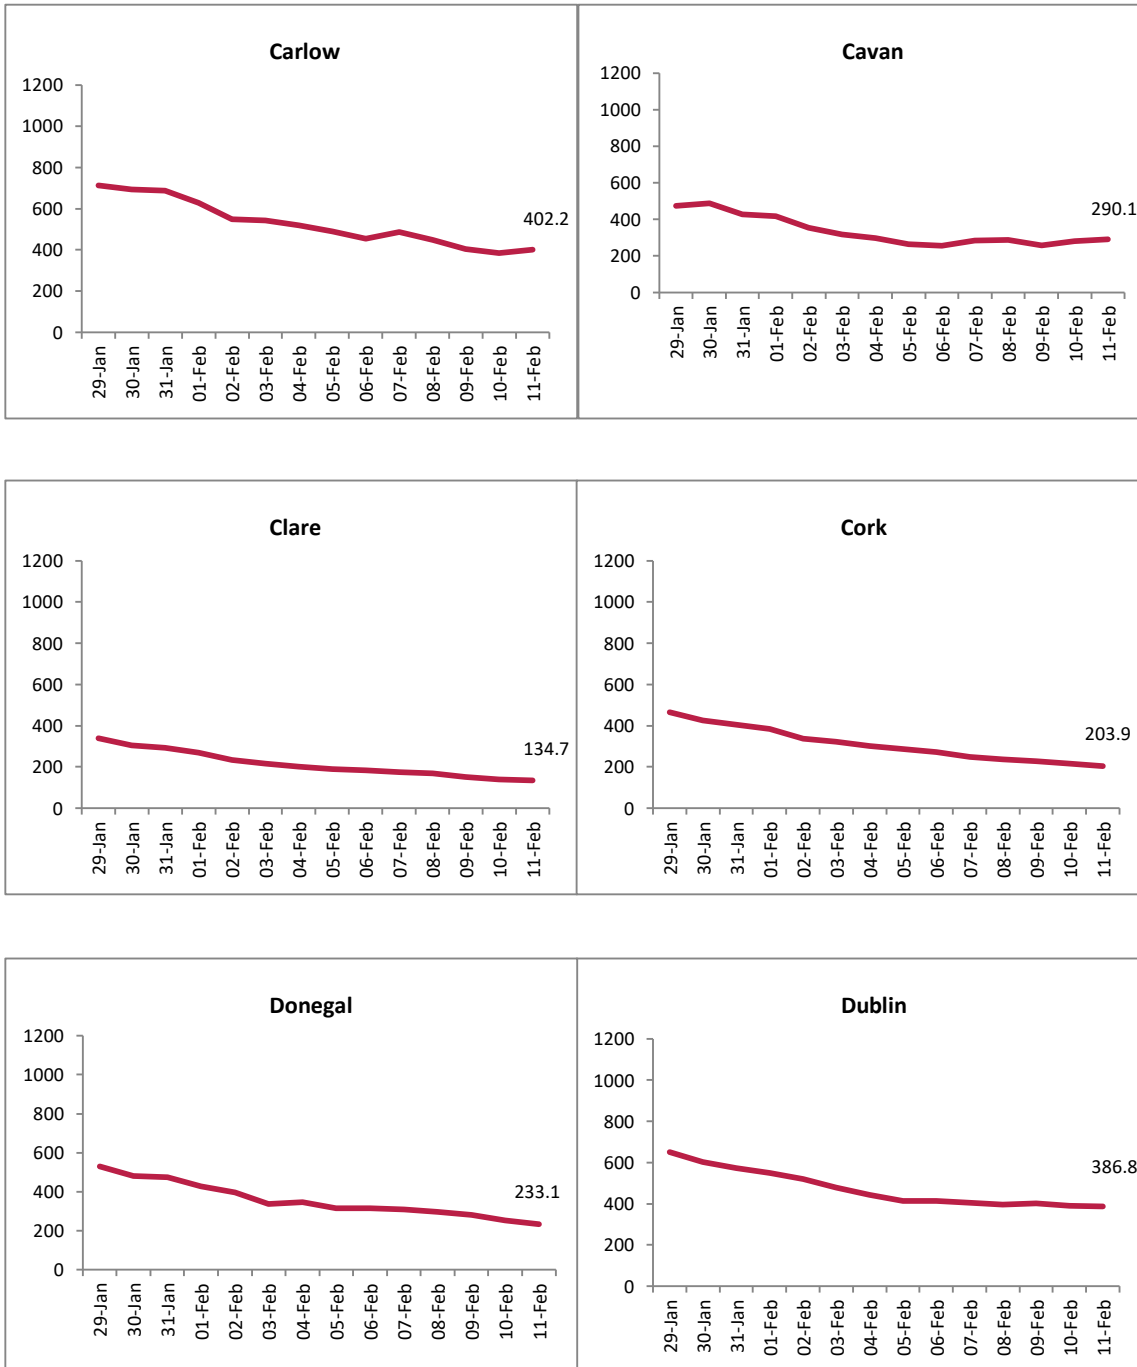 Carlow
1200
1000
800
600
400
200
0
402.2
29-Jan
30-Jan
31-Jan
01-Feb
02-Feb
03-Feb
04-Feb
05-Feb
06-Feb
07-Feb
08-Feb
09-Feb
10-Feb
11-Feb
Cavan
1200
1000
800
600
400
200
0
290.1
29-Jan
30-Jan
31-Jan
01-Feb
02-Feb
03-Feb
04-Feb
05-Feb
06-Feb
07-Feb
08-Feb
09-Feb
10-Feb
11-Feb
Clare
1200
1000
800
600
400
200
0
134.7
29-Jan
30-Jan
31-Jan
01-Feb
02-Feb
03-Feb
04-Feb
05-Feb
06-Feb
07-Feb
08-Feb
09-Feb
10-Feb
11-Feb
Cork
1200
1000
800
600
400
200
0
203.9
29-Jan
30-Jan
31-Jan
01-Feb
02-Feb
03-Feb
04-Feb
05-Feb
06-Feb
07-Feb
08-Feb
09-Feb
10-Feb
11-Feb
Donegal
1200
1000
800
600
400
200
0
233.1
29-Jan
30-Jan
31-Jan
01-Feb
02-Feb
03-Feb
04-Feb
05-Feb
06-Feb
07-Feb
08-Feb
09-Feb
10-Feb
11-Feb
Dublin
1200
1000
800
600
400
200
0
386.8
29-Jan
30-Jan
31-Jan
01-Feb
02-Feb
03-Feb
04-Feb
05-Feb
06-Feb
07-Feb
08-Feb
09-Feb
10-Feb
11-Feb